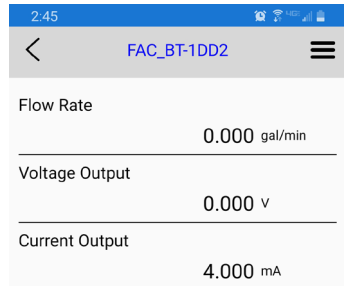 2:45
FAC_BT-1DD2
Flow Rate
0.000 gal/min
Voltage Output
0.000 V
Current Output
4.000 mA